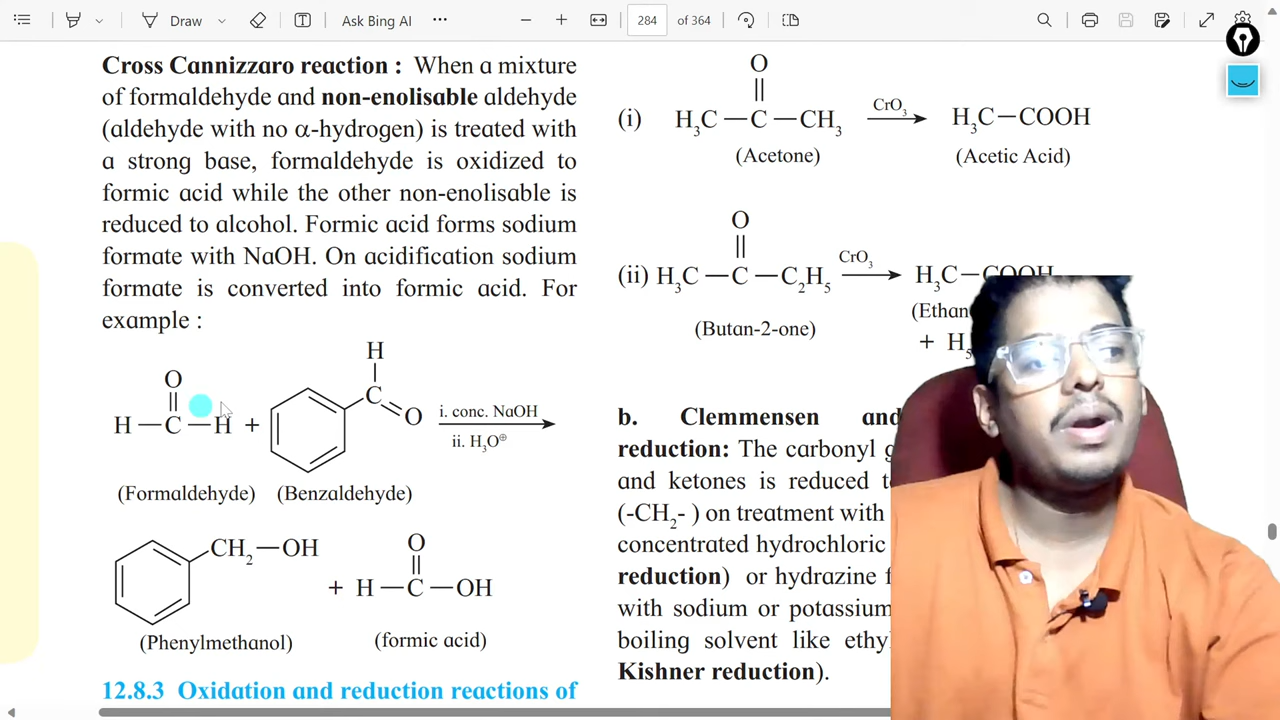 Draw
Ask Bing AI
284 of 364
Cross Cannizzaro reaction : When a mixture
of formaldehyde and non-enolisable aldehyde
(aldehyde with no α-hydrogen) is treated with
a strong base, formaldehyde is oxidized to
formic acid while the other non-enolisable is
reduced to alcohol. Formic acid forms sodium
formate with NaOH. On acidification sodium
formate is converted into formic acid. For
example :
O
||
H — C — H +
H
|
C
O
i. conc. NaOH
ii. H₃O⊕
(Formaldehyde) (Benzaldehyde)
CH₂—OH
O
||
+ H — C — OH
(Phenylmethanol) (formic acid)
12.8.3 Oxidation and reduction reactions of
O
||
(i) H₃C — C — CH₃ CrO₃ H₃C—COOH
(Acetone) (Acetic Acid)
O
||
(ii) H₃C — C — C₂H₅ CrO₃ H₃C—COOH
(Butan-2-one)
+
b. Clemmensen and
reduction: The carbonyl
and ketones is reduced
(-CH₂- ) on treatment with
concentrated hydrochloric
reduction) or hydrazine
with sodium or potassium
boiling solvent like
Kishner reduction).